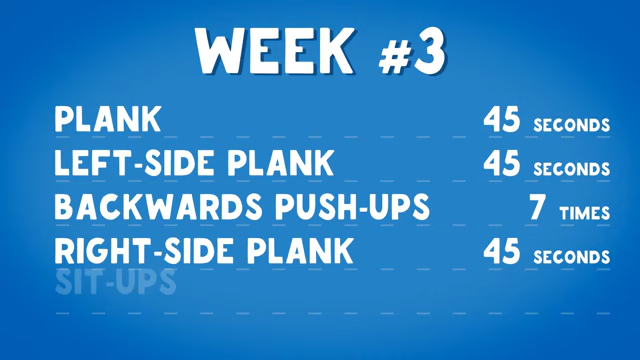 WEEK #3
PLANK 45 SECONDS
LEFT-SIDE PLANK 45 SECONDS
BACKWARDS PUSH-UPS 7 TIMES
RIGHT-SIDE PLANK 45 SECONDS
SIT-UPS